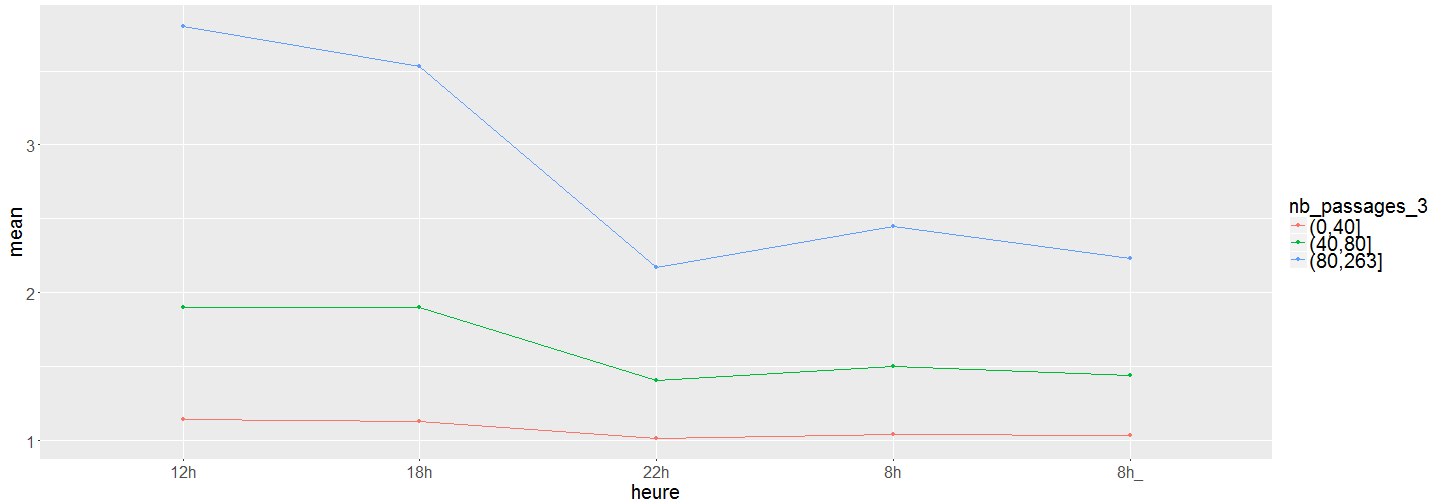 3
2
1
mean
12h
18h
22h
8h
8h_
heure
nb_passages_3
(0,40]
(40,80]
(80,263]